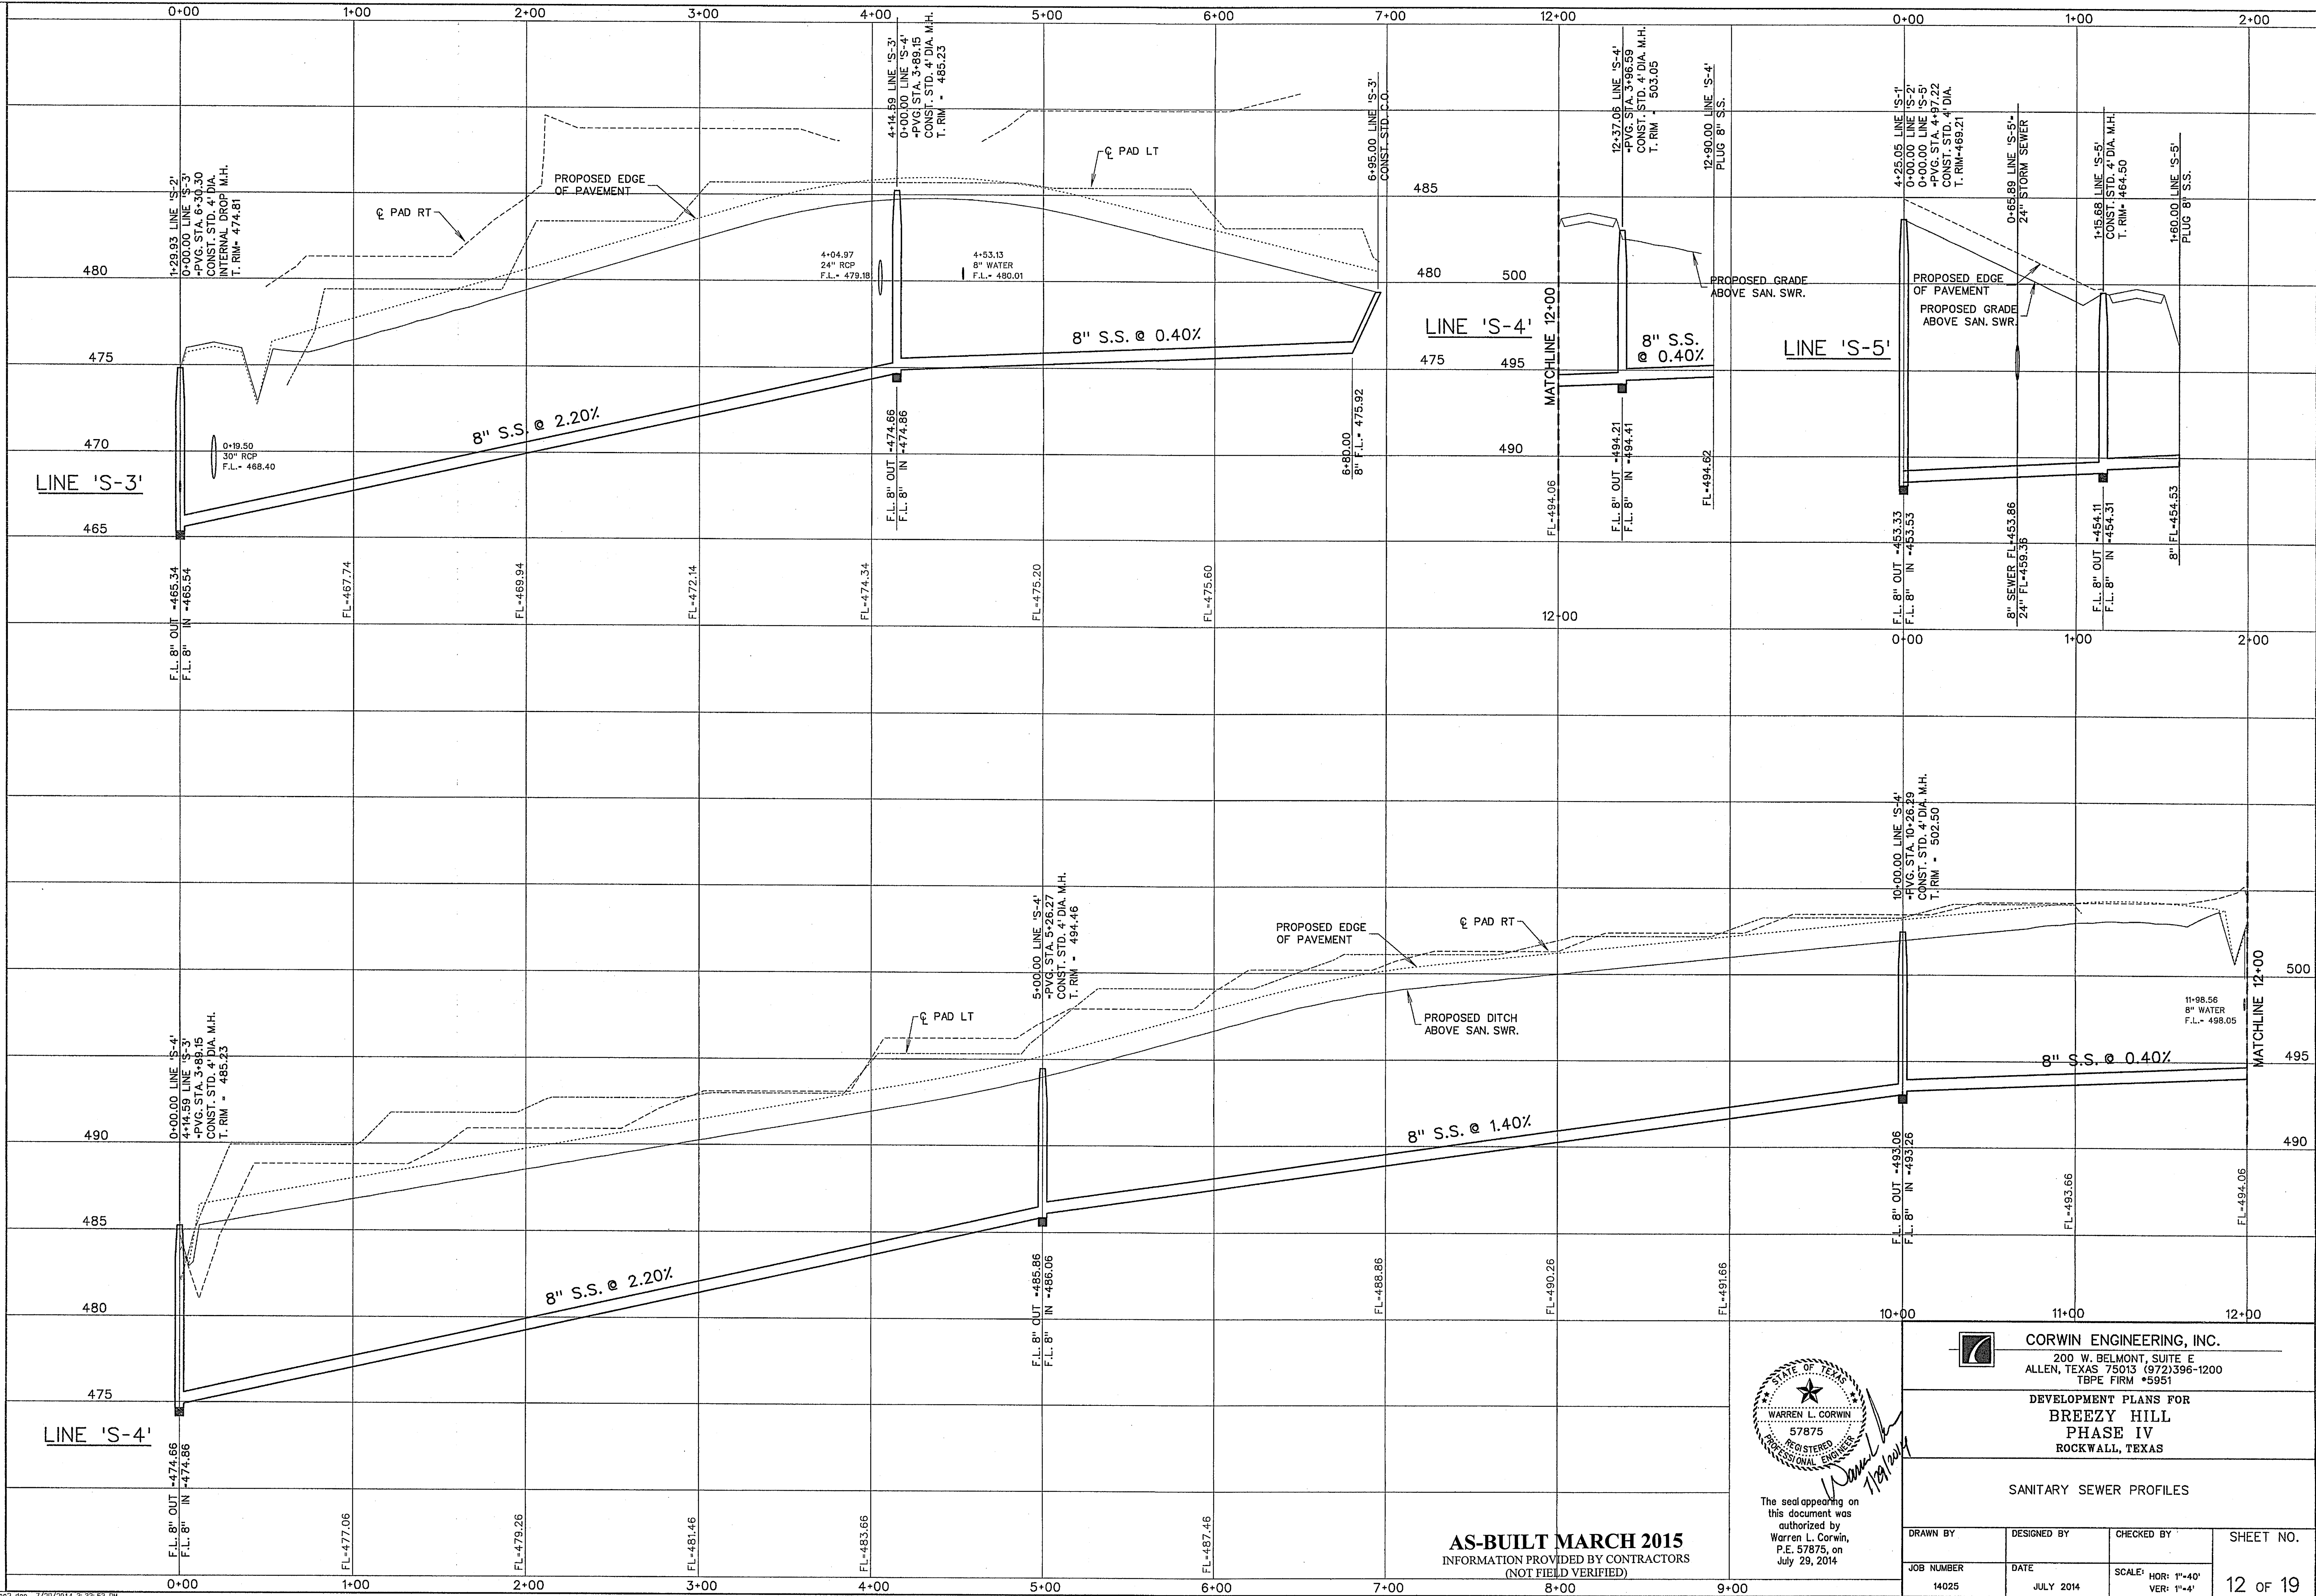 0+00
1+00
2+00
3+00
4+00
5+00
6+00
7+00
12+00
0+00
1+00
2+00
1+29.93 LINE 'S-2'
0+00.00 LINE 'S-3'
=PVG. STA. 6+30.30
CONST. STD. 4' DIA.
INTERNAL DROP M.H.
T. RIM= 474.81
4+14.59 LINE 'S-3'
0+00.00 LINE 'S-4'
=PVG. STA. 3+89.15
CONST. STD. 4' DIA. M.H.
T. RIM = 485.23
6+95.00 LINE 'S-3'
CONST. STD. C.O.
12+37.06 LINE 'S-4'
=PVG. STA. 3+96.59
CONST. STD. 4' DIA. M.H.
T. RIM = 503.05
12+90.00 LINE 'S-4'
PLUG 8" S.S.
4+25.05 LINE 'S-1'
0+00.00 LINE 'S-2'
0+00.00 LINE 'S-5'
=PVG. STA. 4+97.22
CONST. STD. 4' DIA.
T. RIM=469.21
0+65.89 LINE 'S-5'=
24" STORM SEWER
1+15.68 LINE 'S-5'
CONST. STD. 4' DIA. M.H.
T. RIM= 464.50
1+60.00 LINE 'S-5'
PLUG 8" S.S.
℄ PAD RT
PROPOSED EDGE
OF PAVEMENT
℄ PAD LT
485
480
480
500
4+04.97
24" RCP
F.L.= 479.18
4+53.13
8" WATER
F.L.= 480.01
PROPOSED GRADE
ABOVE SAN. SWR.
PROPOSED EDGE
OF PAVEMENT
PROPOSED GRADE
ABOVE SAN. SWR.
LINE 'S-4'
MATCHLINE 12+00
8" S.S.
@ 0.40%
LINE 'S-5'
8" S.S. @ 0.40%
475
475
495
8" S.S. @ 2.20%
470
490
0+19.50
30" RCP
F.L.= 468.40
LINE 'S-3'
465
F.L. 8" OUT =465.34
F.L. 8" IN =465.54
FL=467.74
FL=469.94
FL=472.14
FL=474.34
F.L. 8" OUT =474.66
F.L. 8" IN =474.86
FL=475.20
FL=475.60
6+80.00
8" F.L.= 475.92
FL=494.06
F.L. 8" OUT =494.21
F.L. 8" IN =494.41
FL=494.62
F.L. 8" OUT =453.33
F.L. 8" IN =453.53
8" SEWER FL=453.86
24" FL=459.36
F.L. 8" OUT =454.11
F.L. 8" IN =454.31
8" FL=454.53
12+00
0+00
1+00
2+00
0+00.00 LINE 'S-4'
4+14.59 LINE 'S-3'
=PVG. STA. 3+89.15
CONST. STD. 4' DIA. M.H.
T. RIM = 485.23
5+00.00 LINE 'S-4'
=PVG. STA. 5+26.27
CONST. STD. 4' DIA. M.H.
T. RIM = 494.46
10+00.00 LINE 'S-4'
=PVG. STA. 10+26.29
CONST. STD. 4' DIA. M.H.
T. RIM = 502.50
PROPOSED EDGE
OF PAVEMENT
℄ PAD RT
℄ PAD LT
PROPOSED DITCH
ABOVE SAN. SWR.
500
11+98.56
8" WATER
F.L.= 498.05
MATCHLINE 12+00
495
8" S.S. @ 0.40%
490
490
8" S.S. @ 1.40%
485
8" S.S. @ 2.20%
480
475
LINE 'S-4'
F.L. 8" OUT =474.66
F.L. 8" IN =474.86
FL=477.06
FL=479.26
FL=481.46
FL=483.66
F.L. 8" OUT =485.86
F.L. 8" IN =486.06
FL=487.46
FL=488.86
FL=490.26
FL=491.66
F.L. 8" OUT =493.06
F.L. 8" IN =493.26
FL=493.66
FL=494.06
10+00
11+00
12+00
0+00
1+00
2+00
3+00
4+00
5+00
6+00
7+00
8+00
9+00
AS-BUILT MARCH 2015
INFORMATION PROVIDED BY CONTRACTORS
(NOT FIELD VERIFIED)
STATE OF TEXAS
WARREN L. CORWIN
57875
REGISTERED
PROFESSIONAL ENGINEER
7/29/2014
The seal appearing on
this document was
authorized by
Warren L. Corwin,
P.E. 57875, on
July 29, 2014
CORWIN ENGINEERING, INC.
200 W. BELMONT, SUITE E
ALLEN, TEXAS 75013 (972)396-1200
TBPE FIRM #5951
DEVELOPMENT PLANS FOR
BREEZY HILL
PHASE IV
ROCKWALL, TEXAS
SANITARY SEWER PROFILES
DRAWN BY
DESIGNED BY
CHECKED BY
SHEET NO.
JOB NUMBER
14025
DATE
JULY 2014
SCALE: HOR: 1"=40'
VER: 1"=4'
12 OF 19